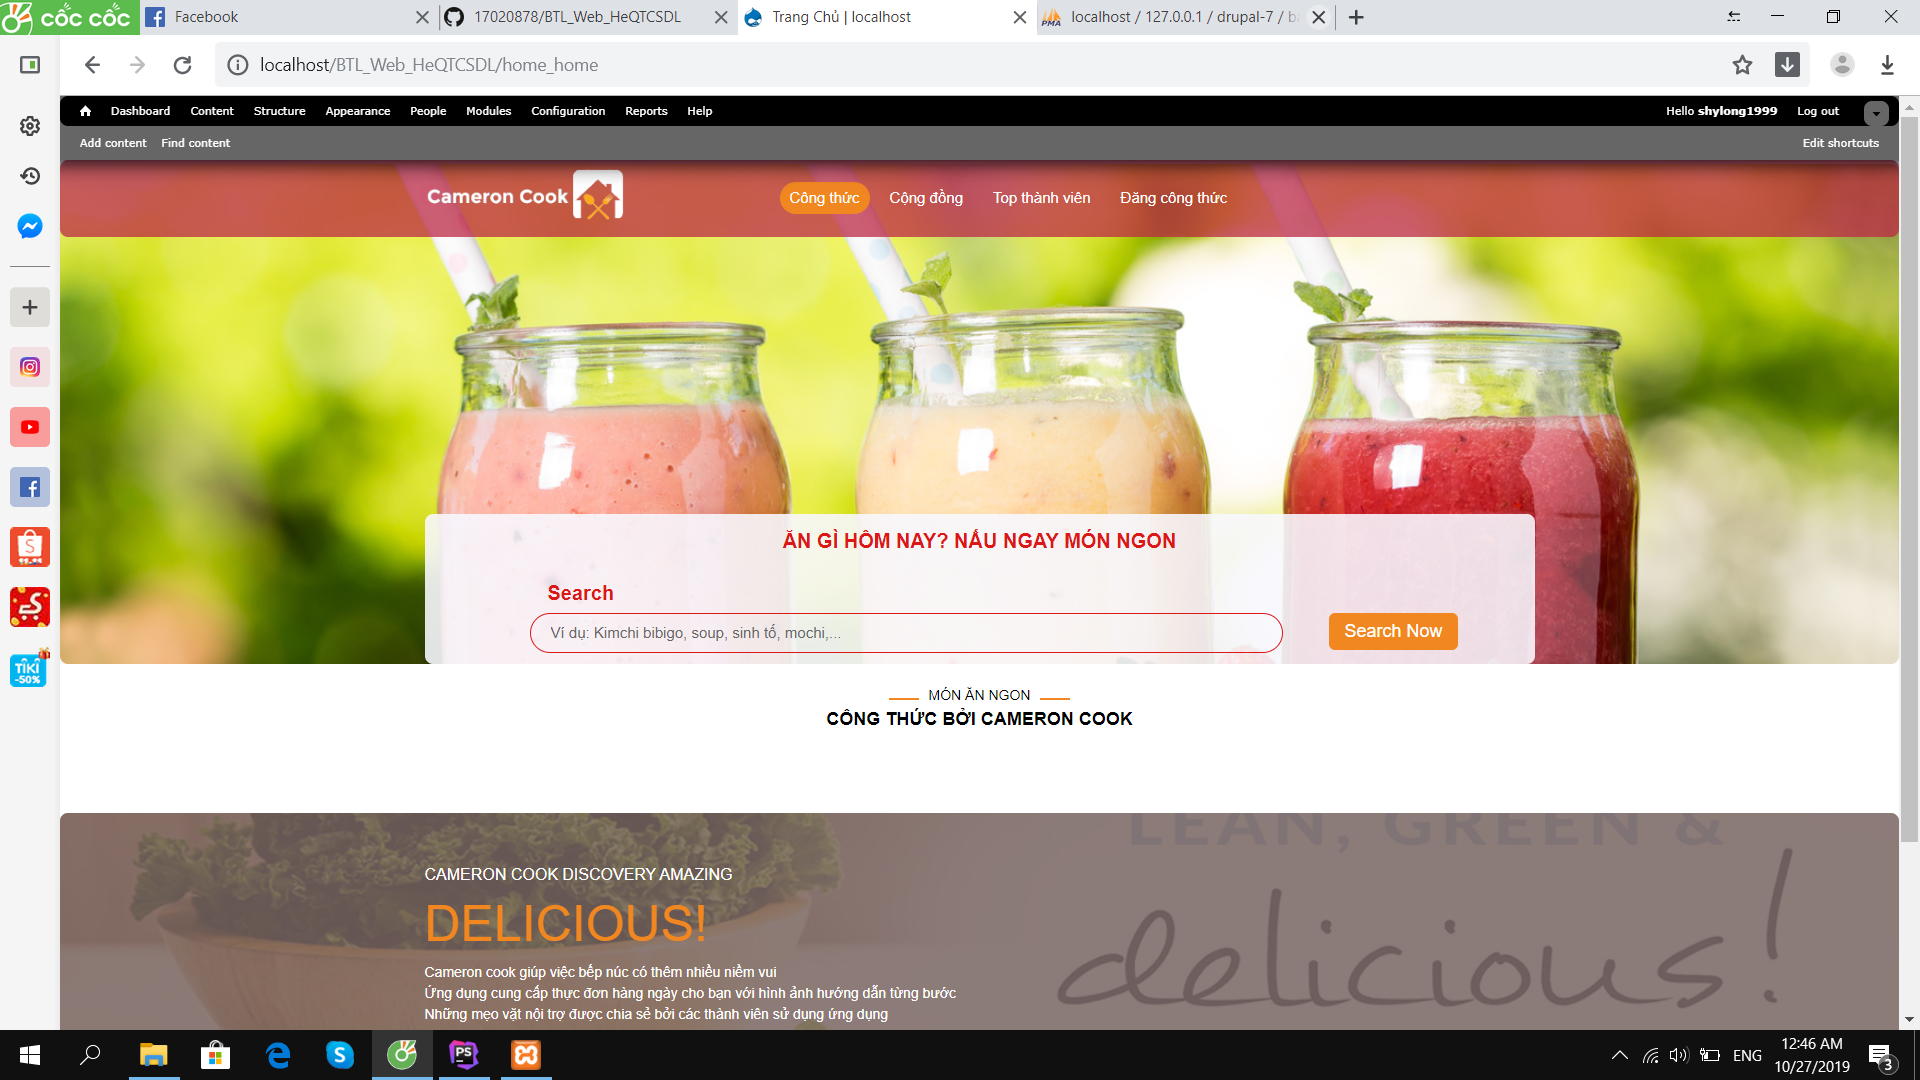 cốc cốc
Facebook
17020878/BTL_Web_HeQTCSDL
Trang Chủ | localhost
localhost / 127.0.0.1 / drupal-7 / b
localhost/BTL_Web_HeQTCSDL/home_home
Dashboard Content Structure Appearance People Modules Configuration Reports Help
Hello shylong1999 Log out
Add content Find content
Edit shortcuts
Cameron Cook
Công thức Cộng đồng Top thành viên Đăng công thức
ĂN GÌ HÔM NAY? NẤU NGAY MÓN NGON
Search
Ví dụ: Kimchi bibigo, soup, sinh tố, mochi,...
Search Now
TIKI
-50%
MÓN ĂN NGON
CÔNG THỨC BỞI CAMERON COOK
LEAN, GREEN &
delicious!
CAMERON COOK DISCOVERY AMAZING
DELICIOUS!
Cameron cook giúp việc bếp núc có thêm nhiều niềm vui
Ứng dụng cung cấp thực đơn hàng ngày cho bạn với hình ảnh hướng dẫn từng bước
Những mẹo vặt nội trợ được chia sẻ bởi các thành viên sử dụng ứng dụng
ENG
12:46 AM
10/27/2019
3